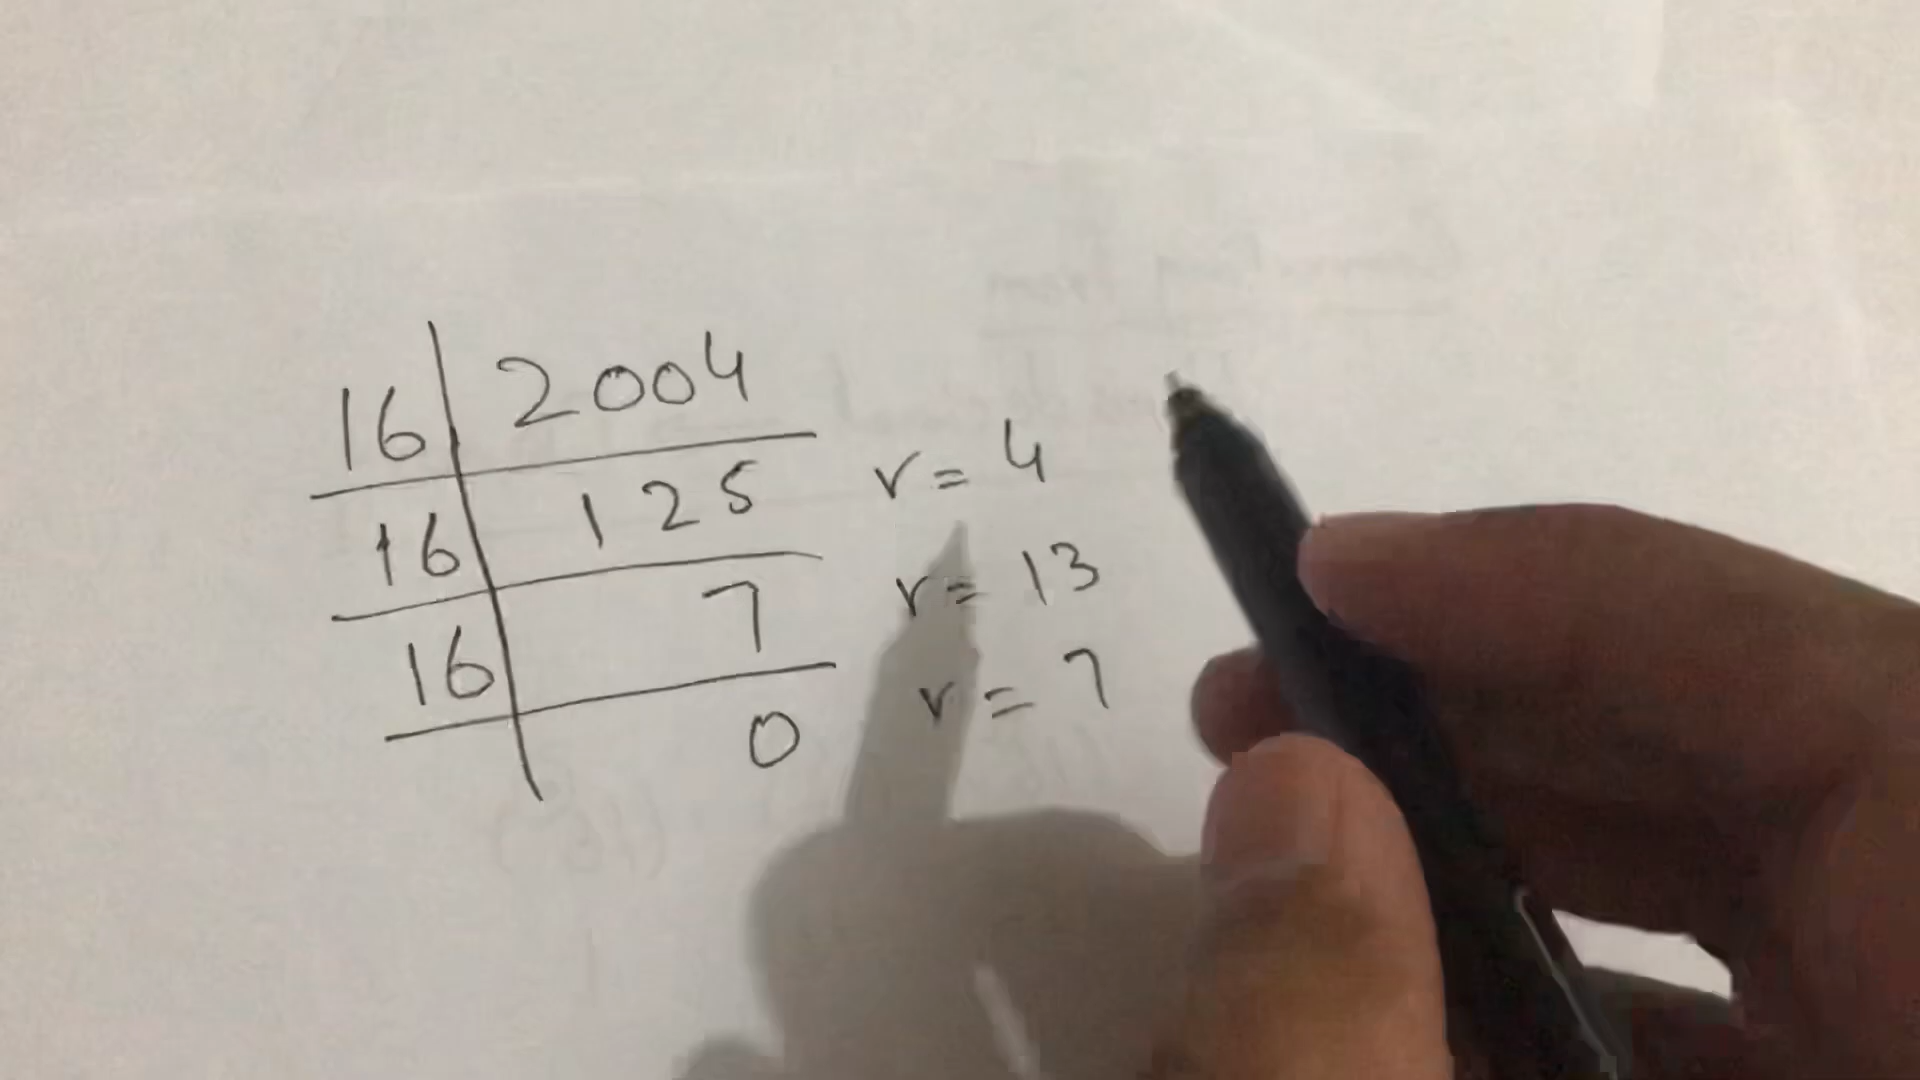 16 2004
16 125 r = 4
16 7 r = 13
0 r = 7